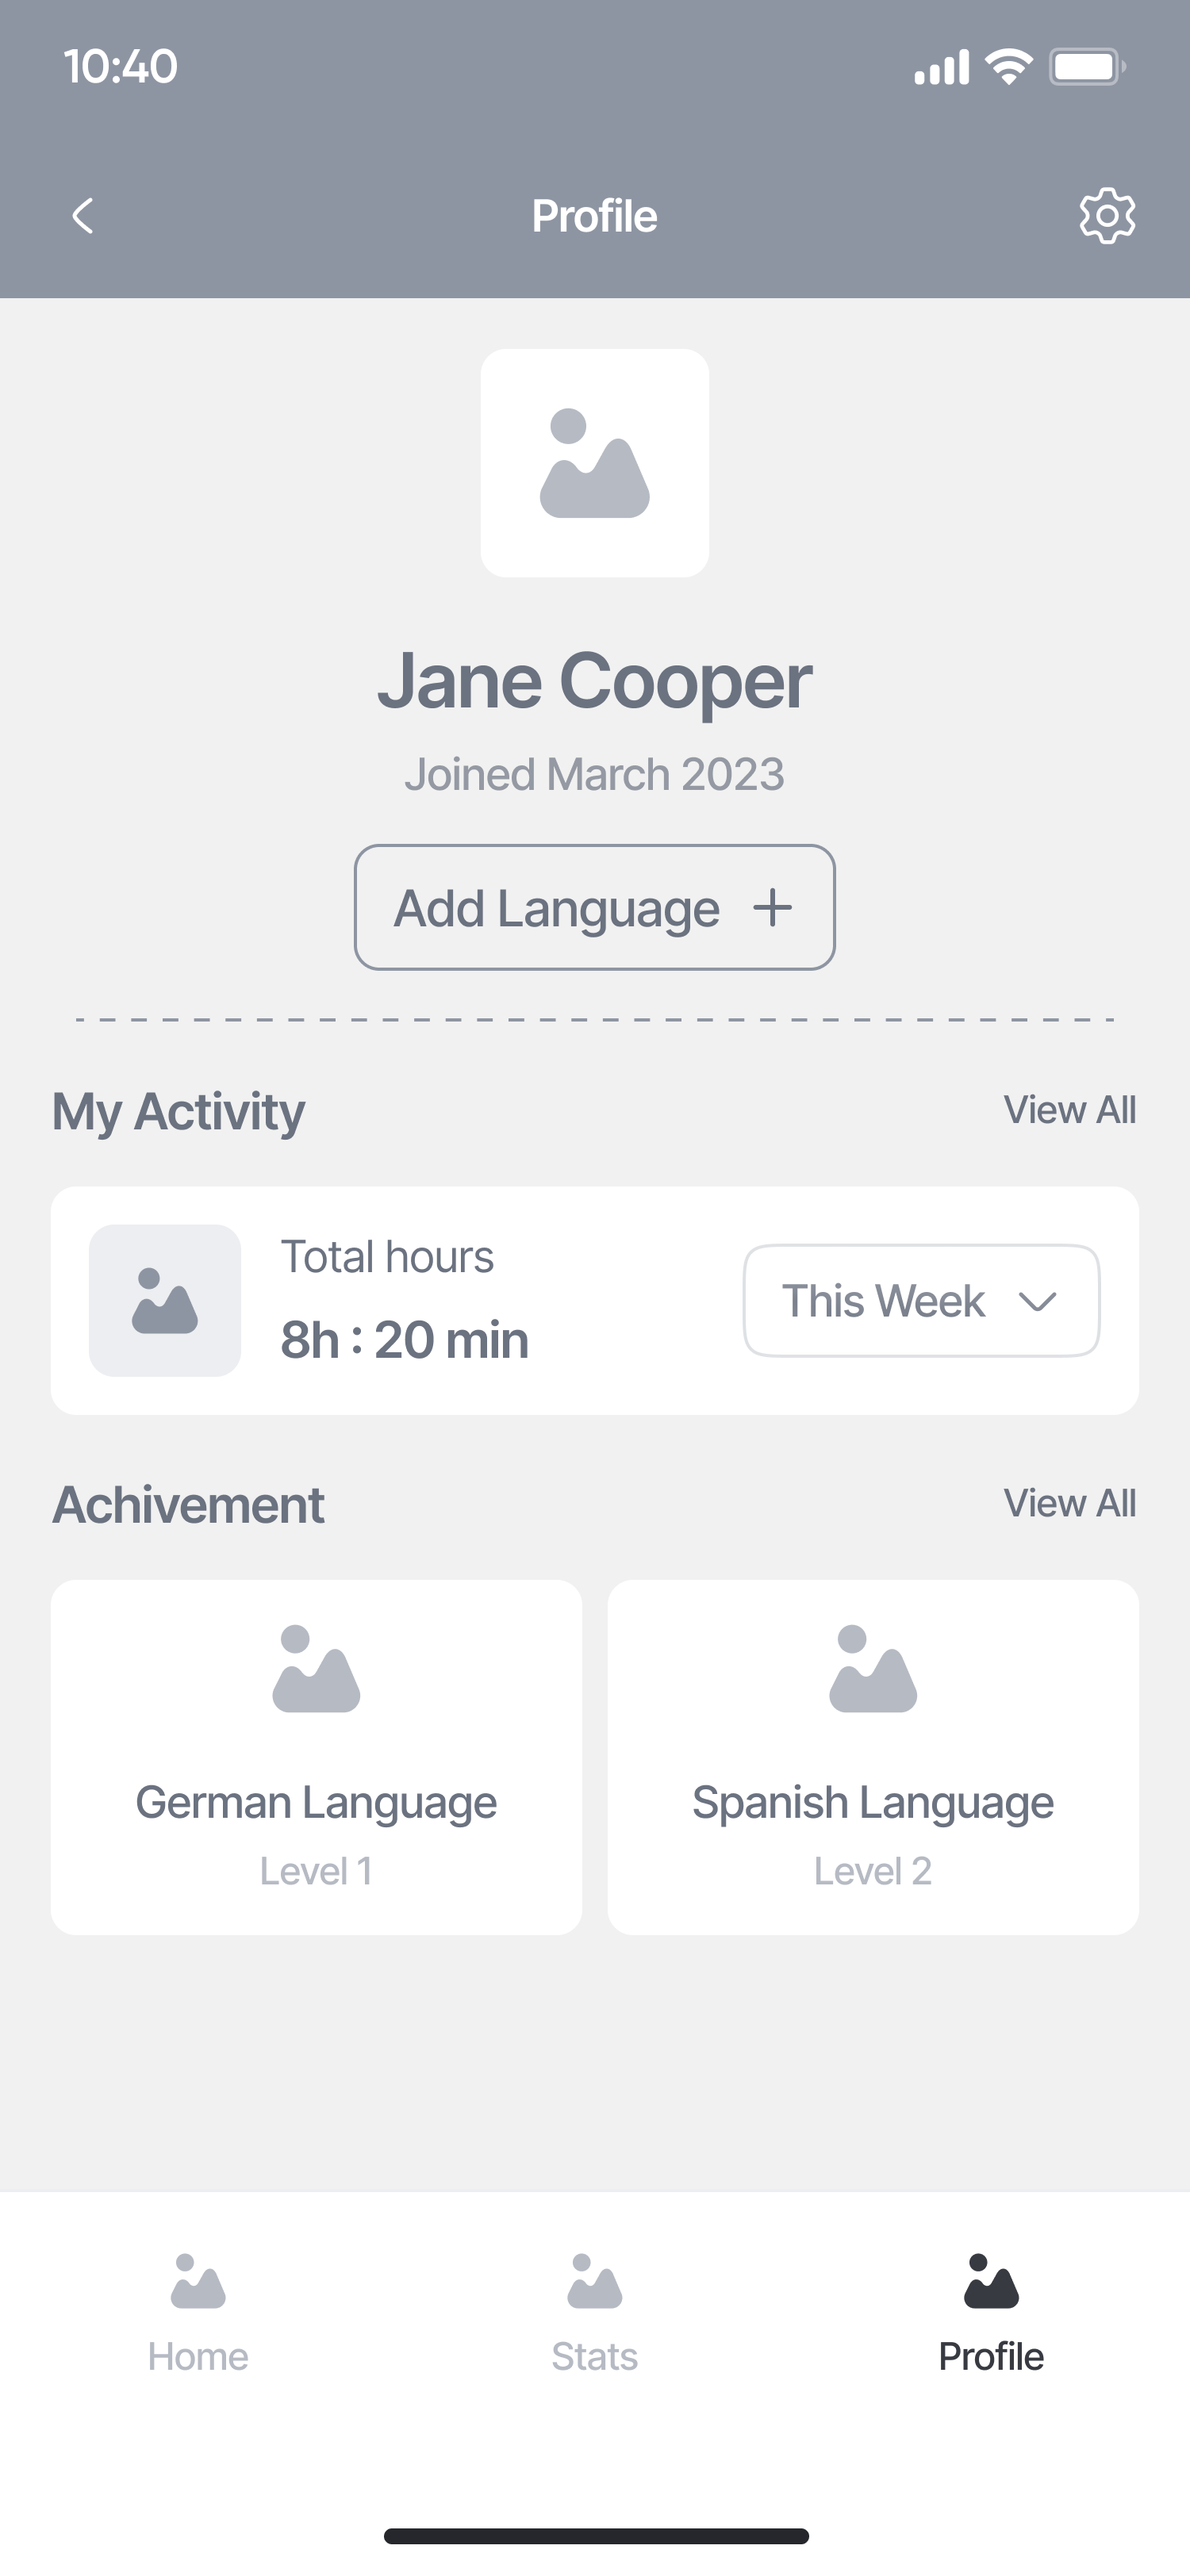 10:40
Profile
Jane Cooper
Joined March 2023
Add Language
My Activity
View All
Total hours
8h : 20 min
This Week
Achivement
View All
German Language
Level 1
Spanish Language
Level 2
Home
Stats
Profile